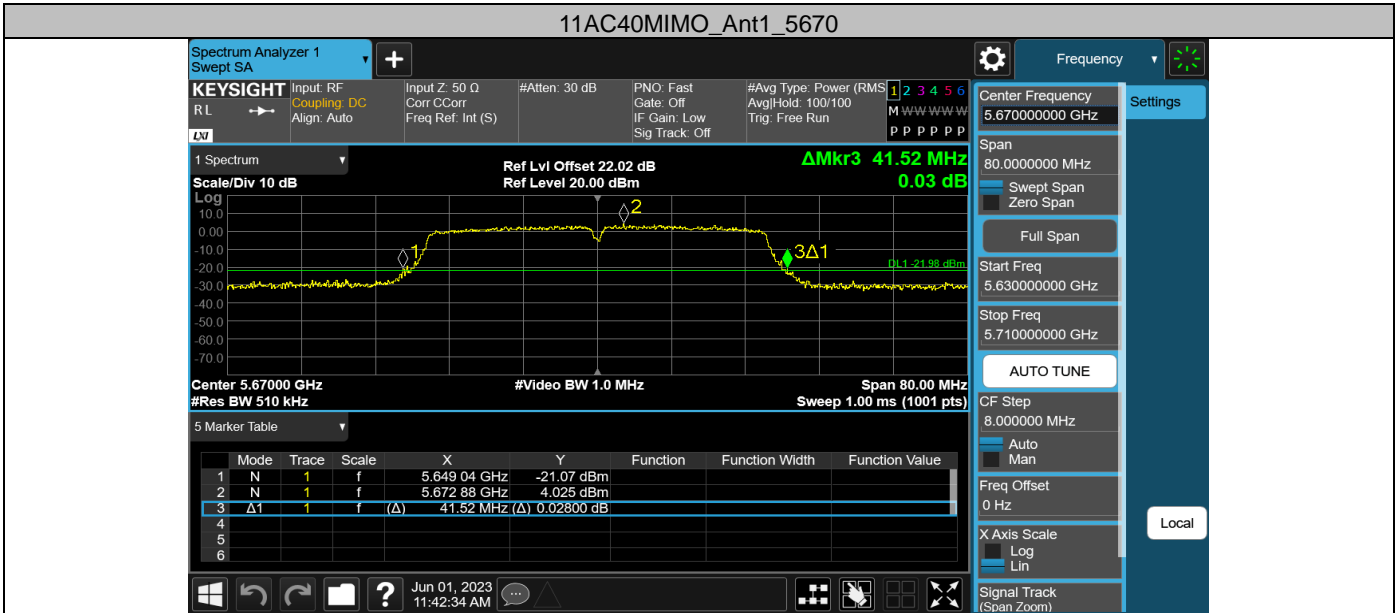 11AC40MIMO_Ant1_5670
Spectrum Analyzer 1
Swept SA
Frequency
KEYSIGHT
RL
LXI
Input: RF
Coupling: DC
Align: Auto
Input Z: 50 Ω
Corr CCorr
Freq Ref: Int (S)
#Atten: 30 dB
PNO: Fast
Gate: Off
IF Gain: Low
Sig Track: Off
#Avg Type: Power (RMS
Avg|Hold: 100/100
Trig: Free Run
1 2 3 4 5 6
M W W W W W
P P P P P P
1 Spectrum
Scale/Div 10 dB
Ref Lvl Offset 22.02 dB
Ref Level 20.00 dBm
ΔMkr3 41.52 MHz
0.03 dB
Log
10.0
0.00
-10.0
-20.0
-30.0
-50.0
-60.0
-70.0
1
2
3Δ1
DL1 -21.98 dBm
Center 5.67000 GHz
#Video BW 1.0 MHz
Span 80.00 MHz
#Res BW 510 kHz
Sweep 1.00 ms (1001 pts)
5 Marker Table
Mode Trace Scale X Y Function Function Width Function Value
1 N 1 f 5.649 04 GHz -21.07 dBm
2 N 1 f 5.672 88 GHz 4.025 dBm
3 Δ1 1 f (Δ) 41.52 MHz (Δ) 0.02800 dB
4
5
6
Jun 01, 2023
11:42:34 AM
Center Frequency
5.670000000 GHz
Settings
Span
80.0000000 MHz
Swept Span
Zero Span
Full Span
Start Freq
5.630000000 GHz
Stop Freq
5.710000000 GHz
AUTO TUNE
CF Step
8.000000 MHz
Auto
Man
Freq Offset
0 Hz
Local
X Axis Scale
Log
Lin
Signal Track
(Span Zoom)